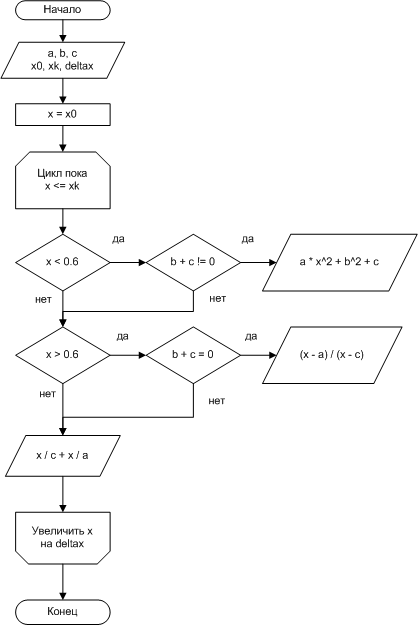 Начало
a, b, c
x0, xk, deltax
x = x0
Цикл пока
x <= xk
да
да
x < 0.6
b + c != 0
a * x^2 + b^2 + c
нет
нет
да
да
x > 0.6
b + c = 0
(x - a) / (x - c)
нет
нет
x / c + x / a
Увеличить x
на deltax
Конец